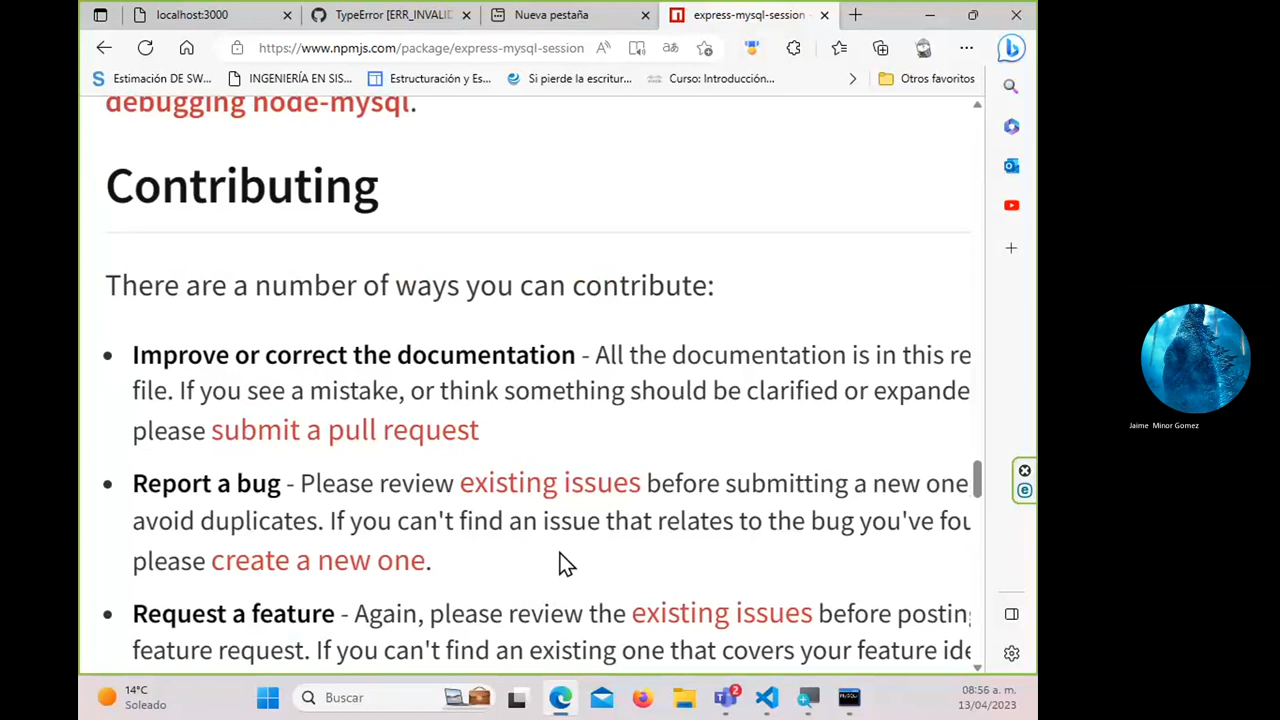 localhost:3000
TypeError [ERR_INVALID
Nueva pestaña
express-mysql-session
https://www.npmjs.com/package/express-mysql-session
Estimación DE SW...
INGENIERÍA EN SIS...
Estructuración y Es...
Si pierde la escritur...
Curso: Introducción...
Otros favoritos
debugging node-mysql.
Contributing
There are a number of ways you can contribute:
• Improve or correct the documentation - All the documentation is in this re
file. If you see a mistake, or think something should be clarified or expande
please submit a pull request
• Report a bug - Please review existing issues before submitting a new one
avoid duplicates. If you can't find an issue that relates to the bug you've fou
please create a new one.
• Request a feature - Again, please review the existing issues before posting
feature request. If you can't find an existing one that covers your feature ide
Jaime Minor Gomez
14°C
Soleado
Buscar
2
08:56 a. m.
13/04/2023